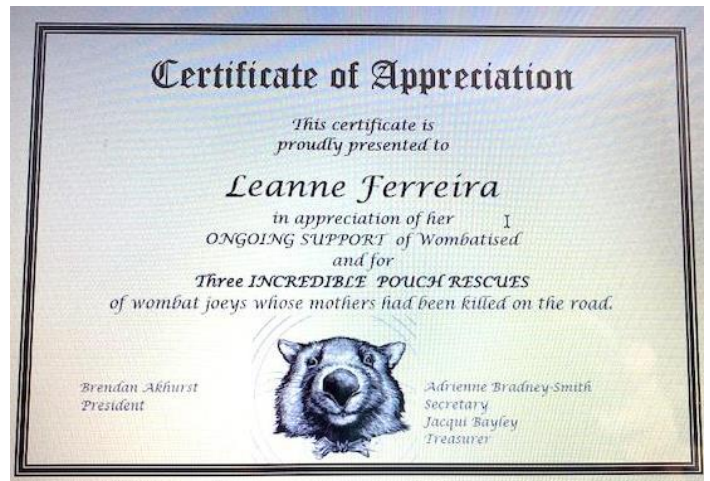 Certificate of Appreciation
This certificate is
proudly presented to
Leanne Ferreira
in appreciation of her
ONGOING SUPPORT of Wombatised
and for
Three INCREDIBLE POUCH RESCUES
of wombat joeys whose mothers had been killed on the road.
Brendan Akhurst
President
Adrienne Bradney-Smith
Secretary
Jacqui Bayley
Treasurer